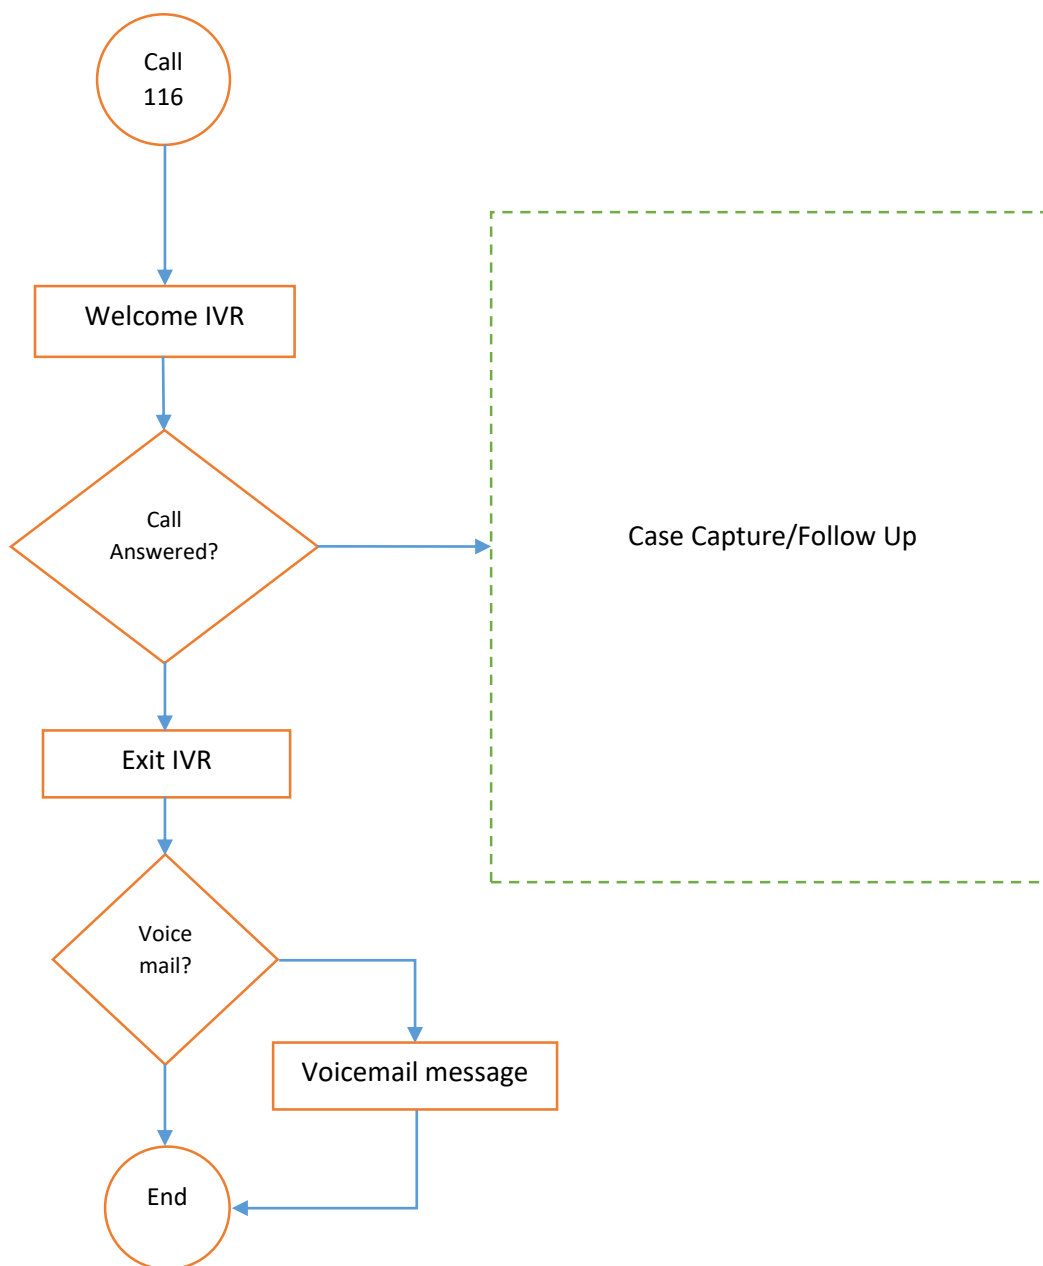 Call
116
Welcome IVR
Call
Answered?
Case Capture/Follow Up
Exit IVR
Voice
mail?
Voicemail message
End